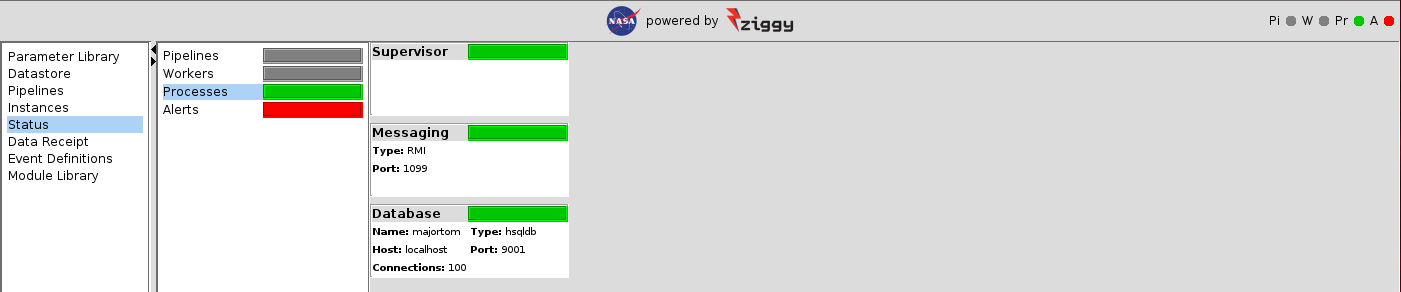 NASA powered by ziggy
Pi W Pr A
Parameter Library
Datastore
Pipelines
Instances
Status
Data Receipt
Event Definitions
Module Library
Pipelines
Workers
Processes
Alerts
Supervisor
Messaging
Type: RMI
Port: 1099
Database
Name: majortom Type: hsqldb
Host: localhost Port: 9001
Connections: 100